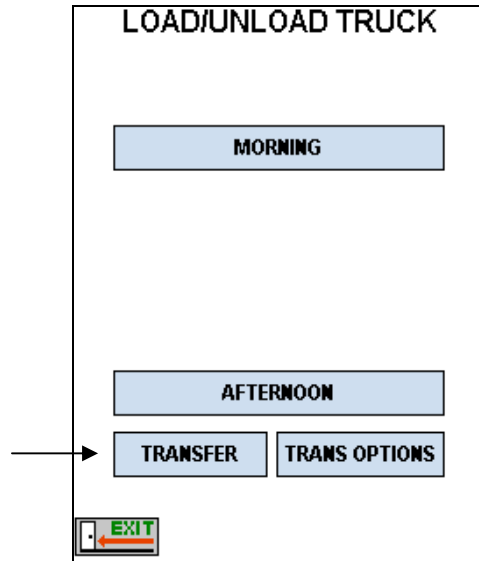 LOAD/UNLOAD TRUCK
MORNING
AFTERNOON
TRANSFER
TRANS OPTIONS
EXIT